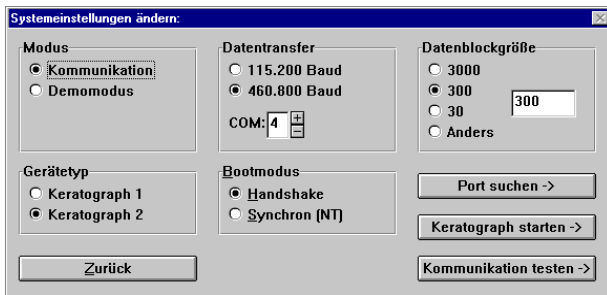 Systemeinstellungen ändern:
Modus
Kommunikation
Demomodus
Datentransfer
115.200 Baud
460.800 Baud
COM: 4 + −
Datenblockgröße
3000
300
30
Anders
300
Gerätetyp
Keratograph 1
Keratograph 2
Bootmodus
Handshake
Synchron (NT)
Port suchen ->
Keratograph starten ->
Zurück
Kommunikation testen ->